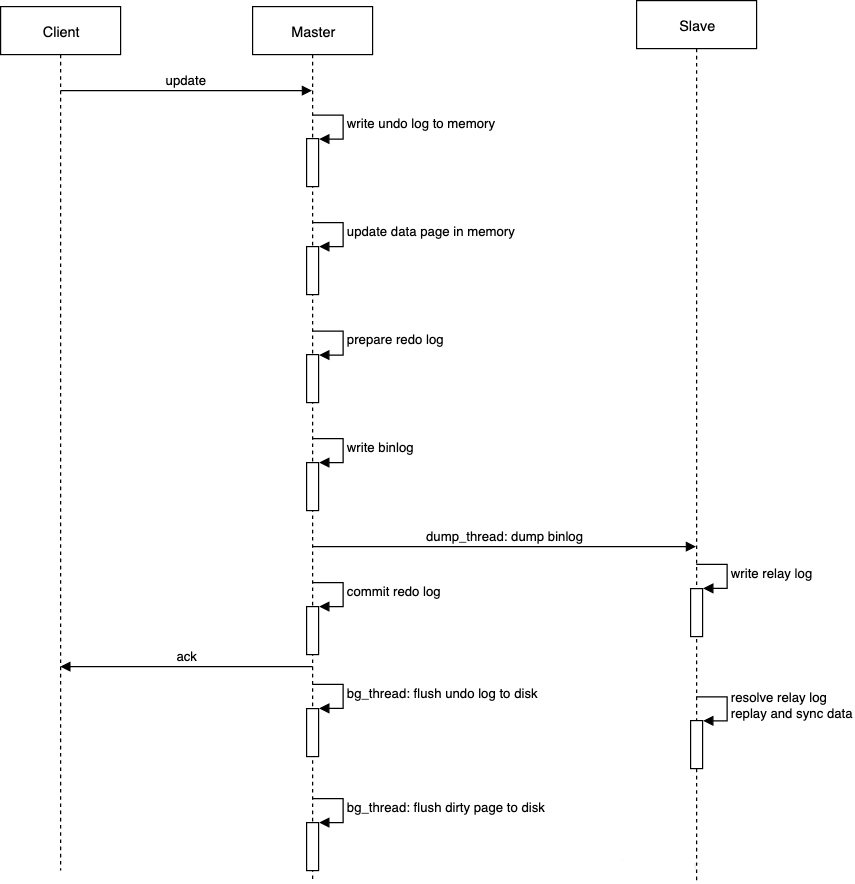 Client
Master
Slave
update
write undo log to memory
update data page in memory
prepare redo log
write binlog
dump_thread: dump binlog
write relay log
commit redo log
ack
bg_thread: flush undo log to disk
resolve relay log
replay and sync data
bg_thread: flush dirty page to disk